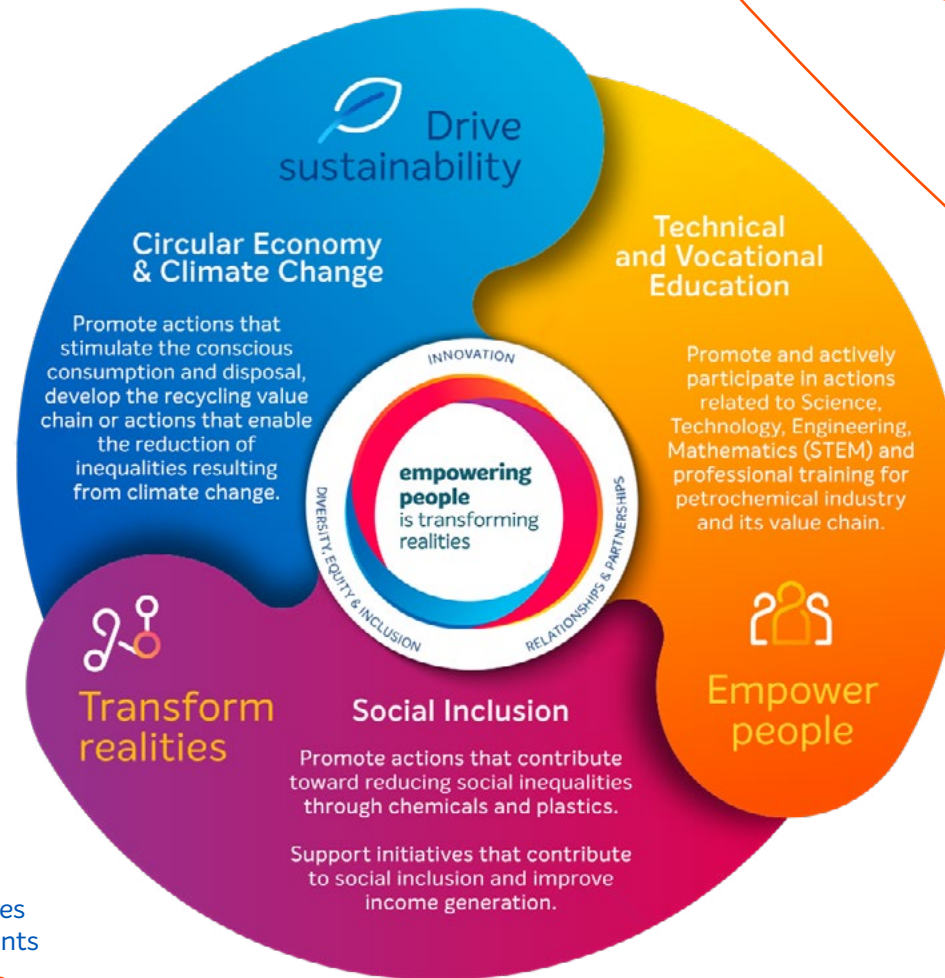 Drive
sustainability
Circular Economy
& Climate Change
Promote actions that
stimulate the conscious
consumption and disposal,
develop the recycling value
chain or actions that enable
the reduction of
inequalities resulting
from climate change.
Technical
and Vocational
Education
Promote and actively
participate in actions
related to Science,
Technology, Engineering,
Mathematics (STEM) and
professional training for
petrochemical industry
and its value chain.
Empower
people
INNOVATION
DIVERSITY, EQUITY & INCLUSION
RELATIONSHIPS & PARTNERSHIPS
empowering
people
is transforming
realities
Transform
realities
Social Inclusion
Promote actions that contribute
toward reducing social inequalities
through chemicals and plastics.
Support initiatives that contribute
to social inclusion and improve
income generation.